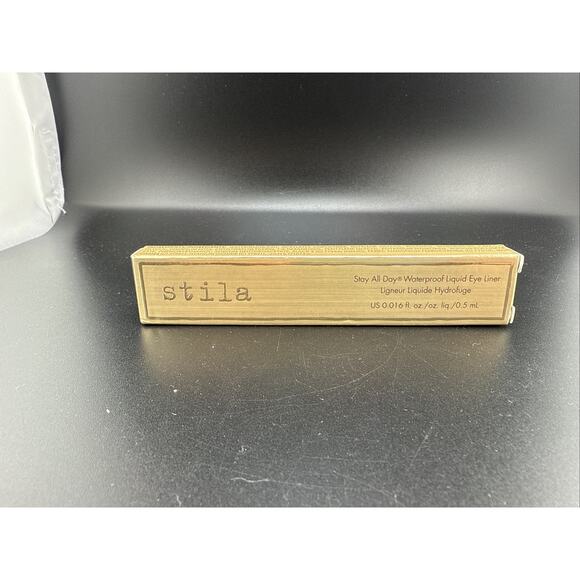 stila
Stay All Day® Waterproof Liquid Eye Liner
Ligneur Liquide Hydrofuge
US 0.016 fl. oz./oz. liq./0.5 mL